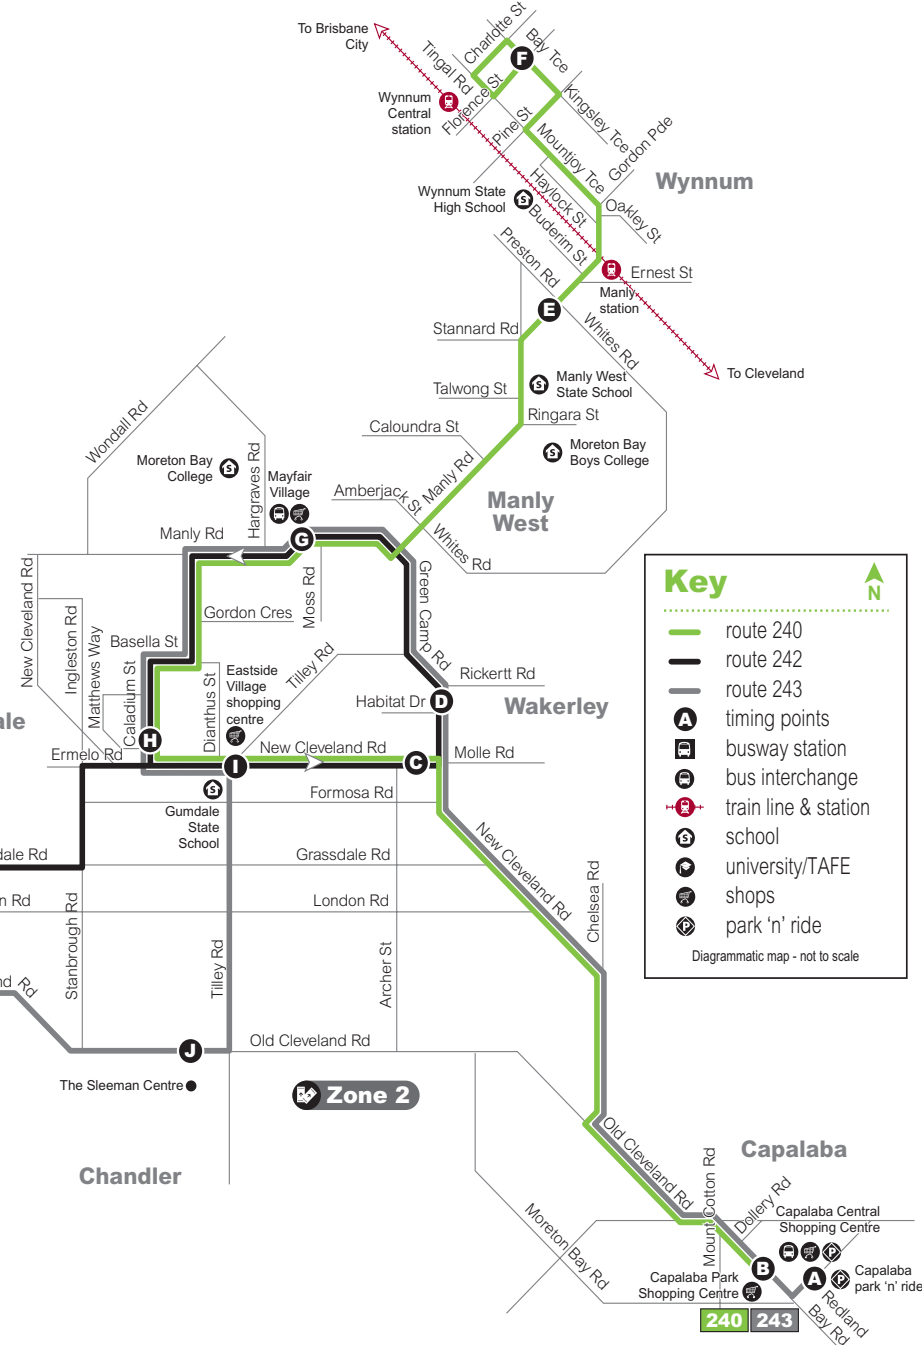 To Brisbane
City
Charlotte St
Bay Tce
Tingal Rd
F
Wynnum
Central
station
Florence St
Kingsley Tce
Pine St
Mountjoy Tce
Gordon Pde
Wynnum
Wynnum State
High School
S
Haylock St
Oakley St
Buderim St
Preston Rd
Ernest St
Manly
station
E
Stannard Rd
Whites Rd
To Cleveland
Talwong St
S
Manly West
State School
Ringara St
Caloundra St
S
Moreton Bay
Boys College
Wondall Rd
Moreton Bay
College
S
Hargraves Rd
Mayfair
Village
Amberjack St
Manly Rd
Manly
West
Whites Rd
Manly Rd
G
New Cleveland Rd
Ingleston Rd
Matthews Way
Gordon Cres
Moss Rd
Green Camp Rd
Basella St
Caladium St
Dianthus St
Eastside
Village
shopping
centre
Tilley Rd
Rickertt Rd
Habitat Dr
D
Wakerley
ale
H
Ermelo Rd
I
New Cleveland Rd
C
Molle Rd
S
Gumdale
State
School
Formosa Rd
dale Rd
Grassdale Rd
New Cleveland Rd
Chelsea Rd
n Rd
London Rd
Stanbrough Rd
Tilley Rd
Archer St
nd Rd
J
Old Cleveland Rd
The Sleeman Centre
Zone 2
Chandler
Old Cleveland Rd
Capalaba
Mount Cotton Rd
Dollery Rd
Capalaba Central
Shopping Centre
P
Moreton Bay Rd
B
A
P
Capalaba
park 'n' ride
Capalaba Park
Shopping Centre
Redland
Bay Rd
240
243
Key
N
route 240
route 242
route 243
A
timing points
busway station
bus interchange
train line & station
S
school
university/TAFE
shops
P
park 'n' ride
Diagrammatic map - not to scale